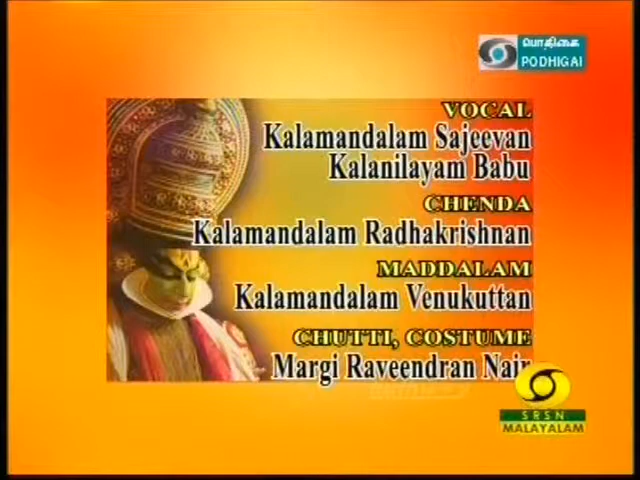 பொதிகை
PODHIGAI
VOCAL
Kalamandalam Sajeevan
Kalanilayam Babu
CHENDA
Kalamandalam Radhakrishnan
MADDALAM
Kalamandalam Venukuttan
CHUTTI, COSTUME
Margi Raveendran Nair
SRSN
MALAYALAM